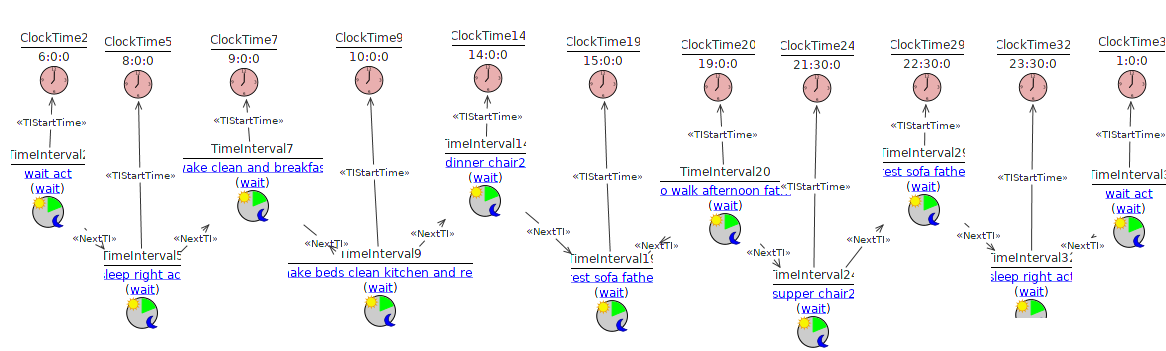 ClockTime2
6:0:0
«TIStartTime»
TimeInterval2
wait act
(wait)
«NextTI»
ClockTime5
8:0:0
«TIStartTime»
TimeInterval5
leep right ac
(wait)
«NextTI»
ClockTime7
9:0:0
«TIStartTime»
TimeInterval7
ake clean and breakfas
(wait)
«NextTI»
ClockTime9
10:0:0
«TIStartTime»
TimeInterval9
ake beds clean kitchen and re
(wait)
«NextTI»
ClockTime14
14:0:0
«TIStartTime»
TimeInterval14
dinner chair2
(wait)
«NextTI»
ClockTime19
15:0:0
«TIStartTime»
TimeInterval19
est sofa fathe
(wait)
«NextTI»
ClockTime20
19:0:0
«TIStartTime»
TimeInterval20
o walk afternoon fat...
(wait)
«NextTI»
ClockTime24
21:30:0
«TIStartTime»
TimeInterval24
supper chair2
(wait)
«NextTI»
ClockTime29
22:30:0
«TIStartTime»
TimeInterval29
rest sofa fathe
(wait)
«NextTI»
ClockTime32
23:30:0
«TIStartTime»
TimeInterval32
sleep right act
(wait)
«NextTI»
ClockTime3
1:0:0
«TIStartTime»
TimeInterval3
wait act
(wait)